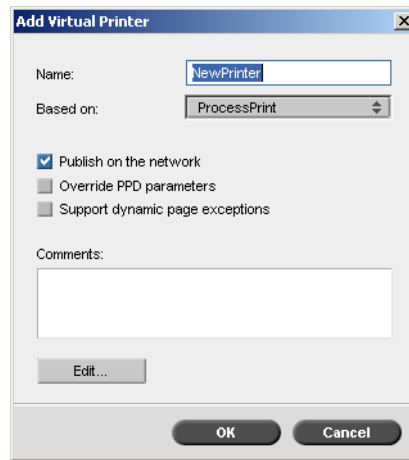 Add Virtual Printer
Name: NewPrinter
Based on: ProcessPrint
Publish on the network
Override PPD parameters
Support dynamic page exceptions
Comments:
Edit...
OK Cancel